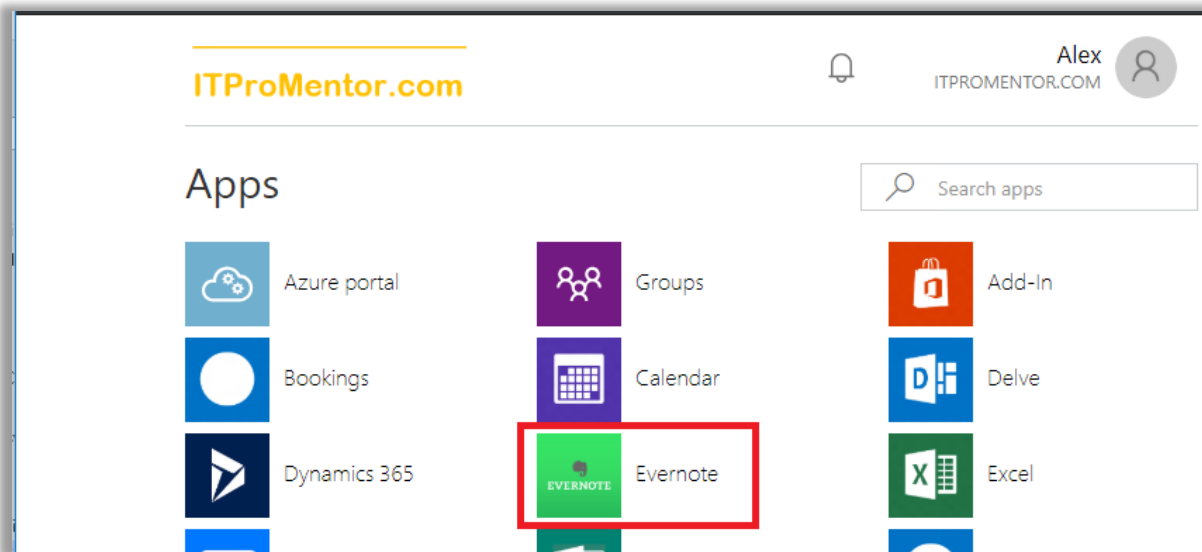 ITProMentor.com
Alex
ITPROMENTOR.COM
Apps
Search apps
Azure portal
Groups
Add-In
Bookings
Calendar
D
Delve
Dynamics 365
EVERNOTE
Evernote
X
Excel